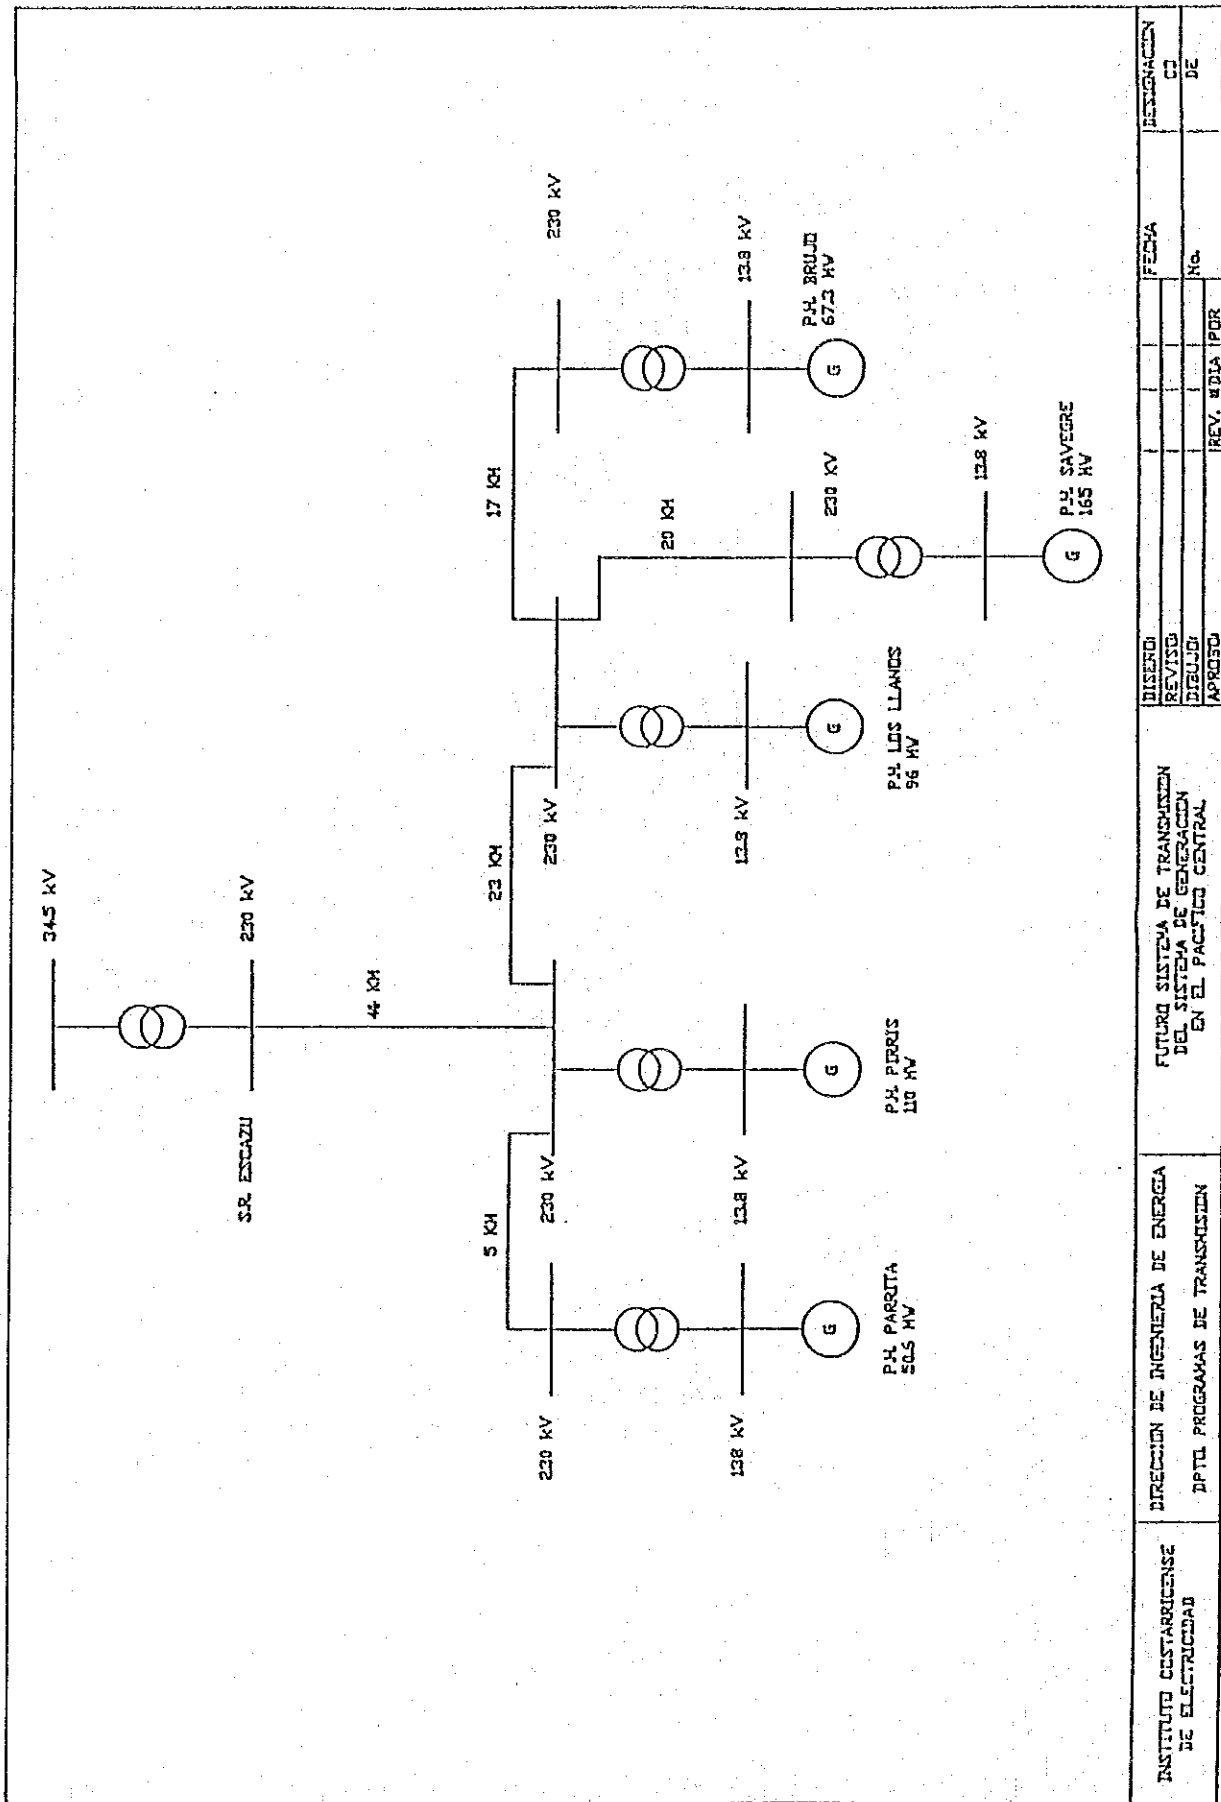 34.5 kV
S.R. ESCAZU
230 kV
44 KM
5 KM
23 KM
17 KM
20 KM
230 kV
230 kV
230 kV
230 kV
230 KV
138 kV
13.8 kV
13.8 kV
13.8 kV
13.8 kV
P.H. PARRITA
50.5 MW
P.H. PIRRIS
110 MW
P.H. LOS LLANOS
96 MW
P.H. SAVEGRE
165 MW
P.H. BRUJO
67.3 MW
G
G
G
G
G
INSTITUTO COSTARRICENSE
DE ELECTRICIDAD
DIRECCION DE INGENIERIA DE ENERGIA
DPTO. PROGRAMAS DE TRANSMISION
FUTURO SISTEMA DE TRANSMISION
DEL SISTEMA DE GENERACION
EN EL PACIFICO CENTRAL
DISEÑO:
REVISO:
DIBUJO:
APROBO:
REV.
POR
FECHA
No.
DESIGNACION
DE